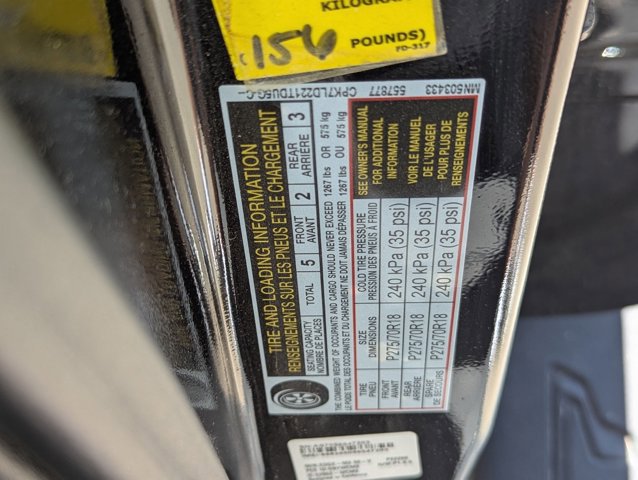 KILOGRA
156 POUNDS)
FD-317
MN503433
557877
CPK7LD221TDU5G-C-
TIRE AND LOADING INFORMATION
RENSEIGNEMENTS SUR LES PNEUS ET LE CHARGEMENT
SEATING CAPACITY
NOMBRE DE PLACES
TOTAL 5 FRONT AVANT 2 REAR ARRIÈRE 3
THE COMBINED WEIGHT OF OCCUPANTS AND CARGO SHOULD NEVER EXCEED 1267 lbs OR 575 kg
LE POIDS TOTAL DES OCCUPANTS ET DU CHARGEMENT NE DOIT JAMAIS DÉPASSER 1267 lbs OU 575 kg
TIRE SIZE COLD TIRE PRESSURE
PNEU DIMENSIONS PRESSION DES PNEUS À FROID
FRONT AVANT P275/70R18 240 kPa (35 psi)
REAR ARRIÈRE P275/70R18 240 kPa (35 psi)
SPARE DE SECOURS P275/70R18 240 kPa (35 psi)
SEE OWNER'S MANUAL
FOR ADDITIONAL
INFORMATION
VOIR LE MANUEL
DE L'USAGER
POUR PLUS DE
RENSEIGNEMENTS